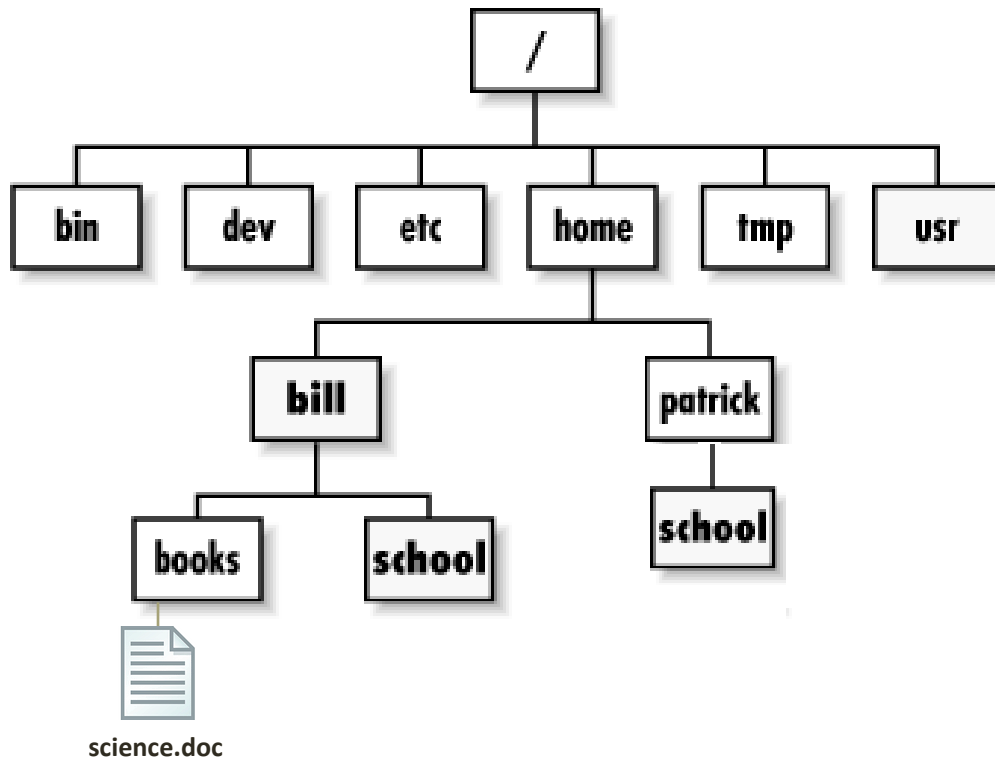 /
bin dev etc home tmp usr
bill patrick
books school school
science.doc